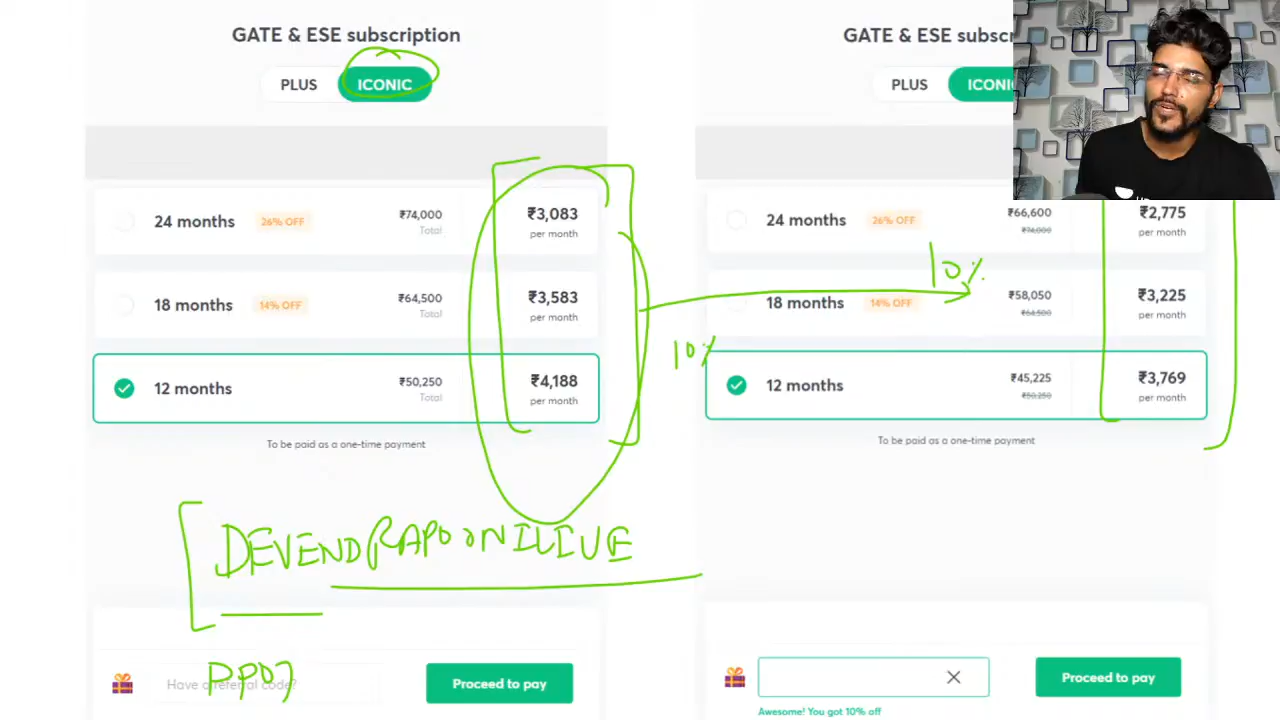 GATE & ESE subscription
PLUS ICONIC
24 months 26% OFF ₹74,000 Total ₹3,083 per month
18 months 14% OFF ₹64,500 Total ₹3,583 per month
12 months ₹50,250 Total ₹4,188 per month
To be paid as a one-time payment
Have a referral code?
Proceed to pay
GATE & ESE
PLUS
24 months 26% OFF ₹66,600 ₹74,000 ₹2,775 per month
18 months 14% OFF ₹58,050 ₹64,500 ₹3,225 per month
12 months ₹45,225 ₹50,250 ₹3,769 per month
To be paid as a one-time payment
Proceed to pay
Awesome! You got 10% off
10%
10%